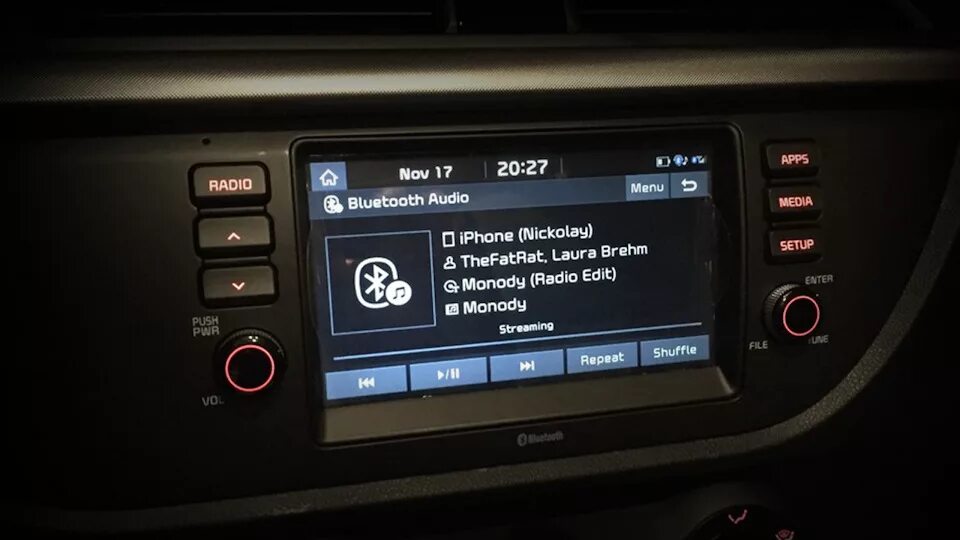 Nov 17 20:27
Bluetooth Audio Menu
iPhone (Nickolay)
TheFatRat, Laura Brehm
Monody (Radio Edit)
Monody
Streaming
Repeat Shuffle
RADIO
PUSH
PWR
VOL
APPS
MEDIA
SETUP
ENTER
FILE TUNE
Bluetooth